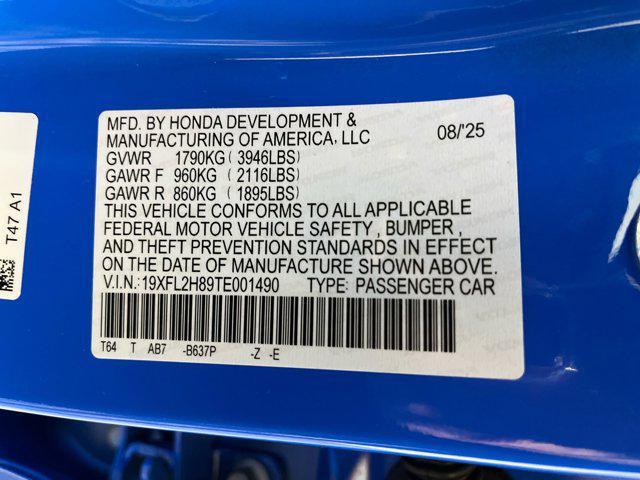 MFD. BY HONDA DEVELOPMENT &
MANUFACTURING OF AMERICA, LLC 08/'25
GVWR 1790KG ( 3946LBS)
GAWR F 960KG ( 2116LBS)
GAWR R 860KG ( 1895LBS)
THIS VEHICLE CONFORMS TO ALL APPLICABLE
FEDERAL MOTOR VEHICLE SAFETY , BUMPER ,
AND THEFT PREVENTION STANDARDS IN EFFECT
ON THE DATE OF MANUFACTURE SHOWN ABOVE.
V.I.N.: 19XFL2H89TE001490 TYPE: PASSENGER CAR
T64 T AB7 -B637P -Z -E
T47 A1